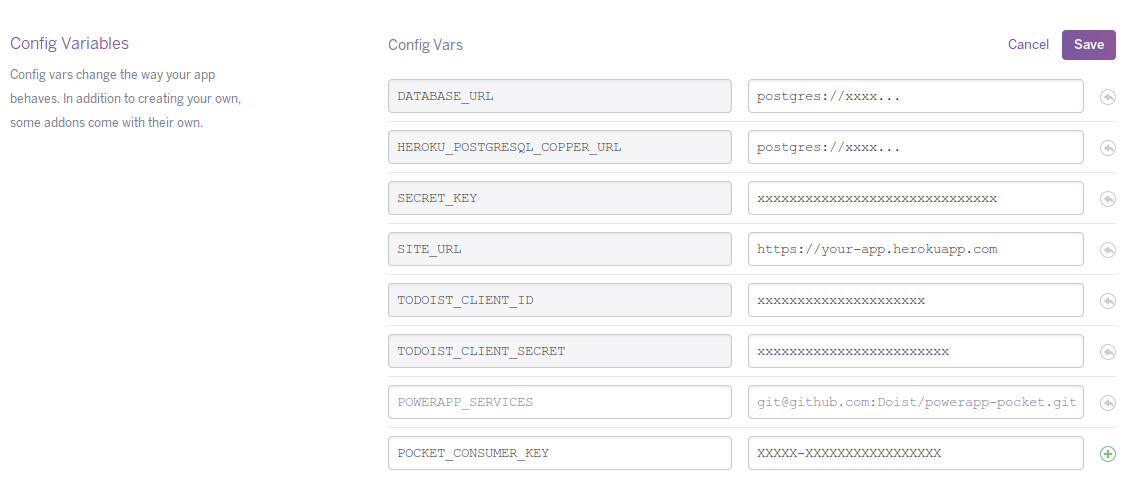 Config Variables
Config vars change the way your app
behaves. In addition to creating your own,
some addons come with their own.
Config Vars
Cancel
Save
DATABASE_URL
postgres://xxxx...
HEROKU_POSTGRESQL_COPPER_URL
postgres://xxxx...
SECRET_KEY
xxxxxxxxxxxxxxxxxxxxxxxxxxxxxx
SITE_URL
https://your-app.herokuapp.com
TODOIST_CLIENT_ID
xxxxxxxxxxxxxxxxxxxxx
TODOIST_CLIENT_SECRET
xxxxxxxxxxxxxxxxxxxxxxxx
POWERAPP_SERVICES
git@github.com:Doist/powerapp-pocket.git
POCKET_CONSUMER_KEY
XXXXX-XXXXXXXXXXXXXXXXX